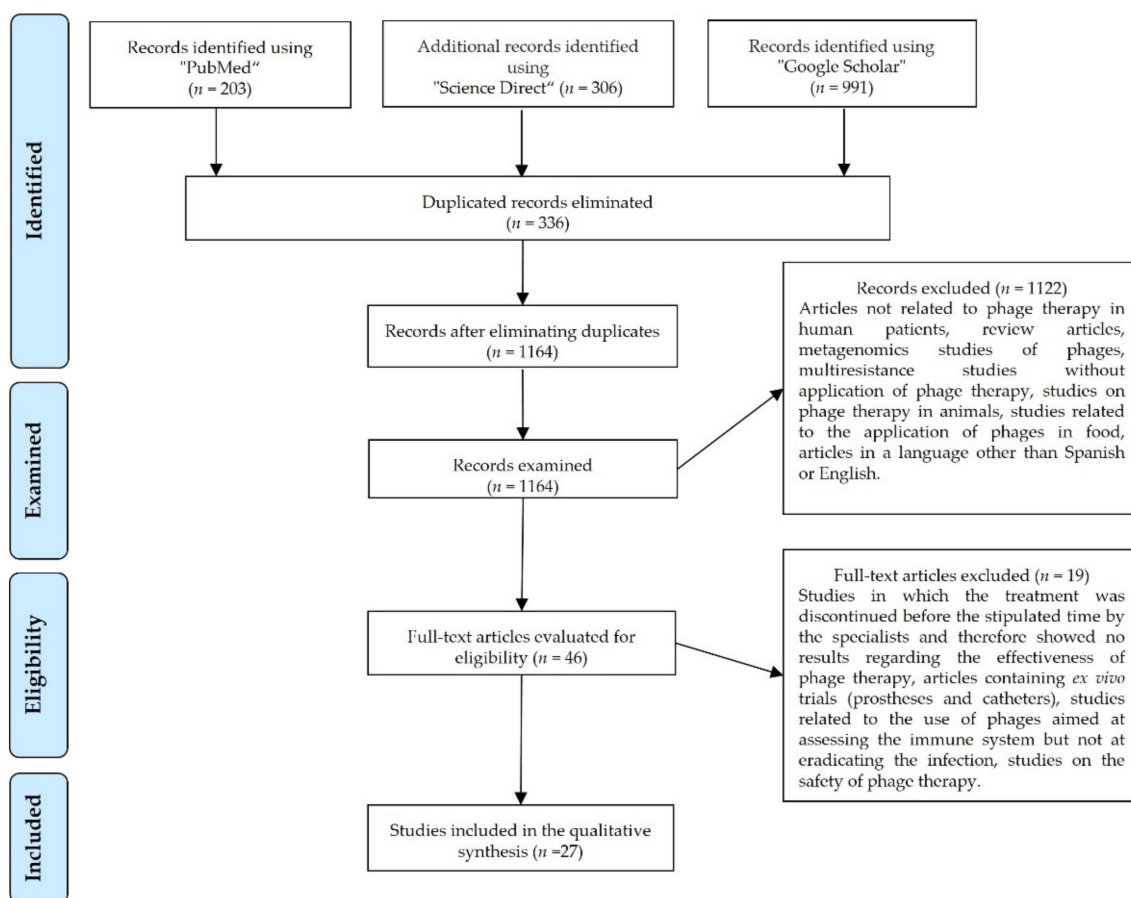 Identified
Records identified using
"PubMed“
(n = 203)
Additional records identified
using
"Science Direct“ (n = 306)
Records identified using
"Google Scholar"
(n = 991)
Duplicated records eliminated
(n = 336)
Records after eliminating duplicates
(n = 1164)
Records excluded (n = 1122)
Articles not related to phage therapy in
human patients, review articles,
metagenomics studies of phages,
multiresistance studies without
application of phage therapy, studies on
phage therapy in animals, studies related
to the application of phages in food,
articles in a language other than Spanish
or English.
Examined
Records examined
(n = 1164)
Eligibility
Full-text articles evaluated for
eligibility (n = 46)
Full-text articles excluded (n = 19)
Studies in which the treatment was
discontinued before the stipulated time by
the specialists and therefore showed no
results regarding the effectiveness of
phage therapy, articles containing ex vivo
trials (prostheses and catheters), studies
related to the use of phages aimed at
assessing the immune system but not at
eradicating the infection, studies on the
safety of phage therapy.
Included
Studies included in the qualitative
synthesis (n =27)